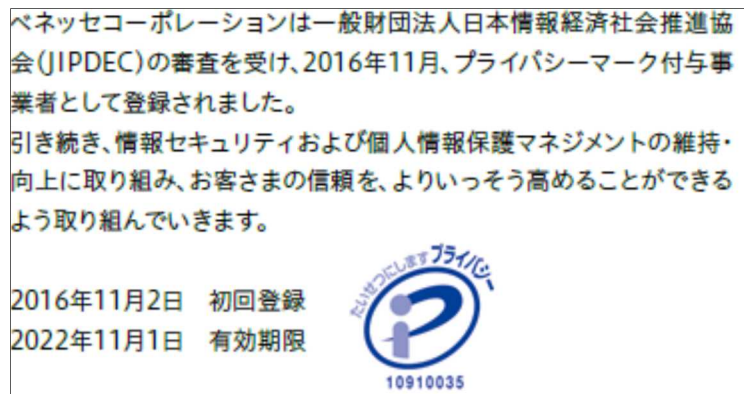 ベネッセコーポレーションは一般財団法人日本情報経済社会推進協
会(JIPDEC)の審査を受け、2016年11月、プライバシーマーク付与事
業者として登録されました。
引き続き、情報セキュリティおよび個人情報保護マネジメントの維持・
向上に取り組み、お客さまの信頼を、よりいっそう高めることができる
よう取り組んでいきます。
たいせつにします プライバシー
2016年11月2日　初回登録
2022年11月1日　有効期限
10910035